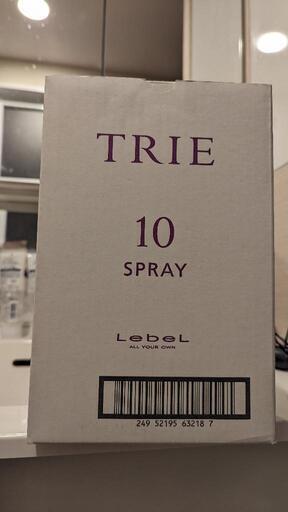 TRIE
10
SPRAY
LebeL
ALL YOUR OWN
249 52195 63218 7